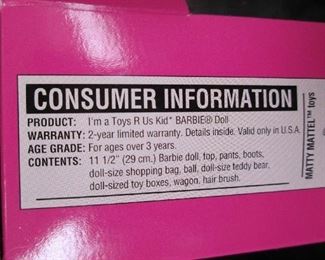 CONSUMER INFORMATION
PRODUCT: I'm a Toys R Us Kid* BARBIE® Doll
WARRANTY: 2-year limited warranty. Details inside. Valid only in U.S.A.
AGE GRADE: For ages over 3 years.
CONTENTS: 11 1/2" (29 cm.) Barbie doll, top, pants, boots,
doll-size shopping bag, ball, doll-size teddy bear,
doll-sized toy boxes, wagon, hair brush.
MATTY MATTEL™ toys